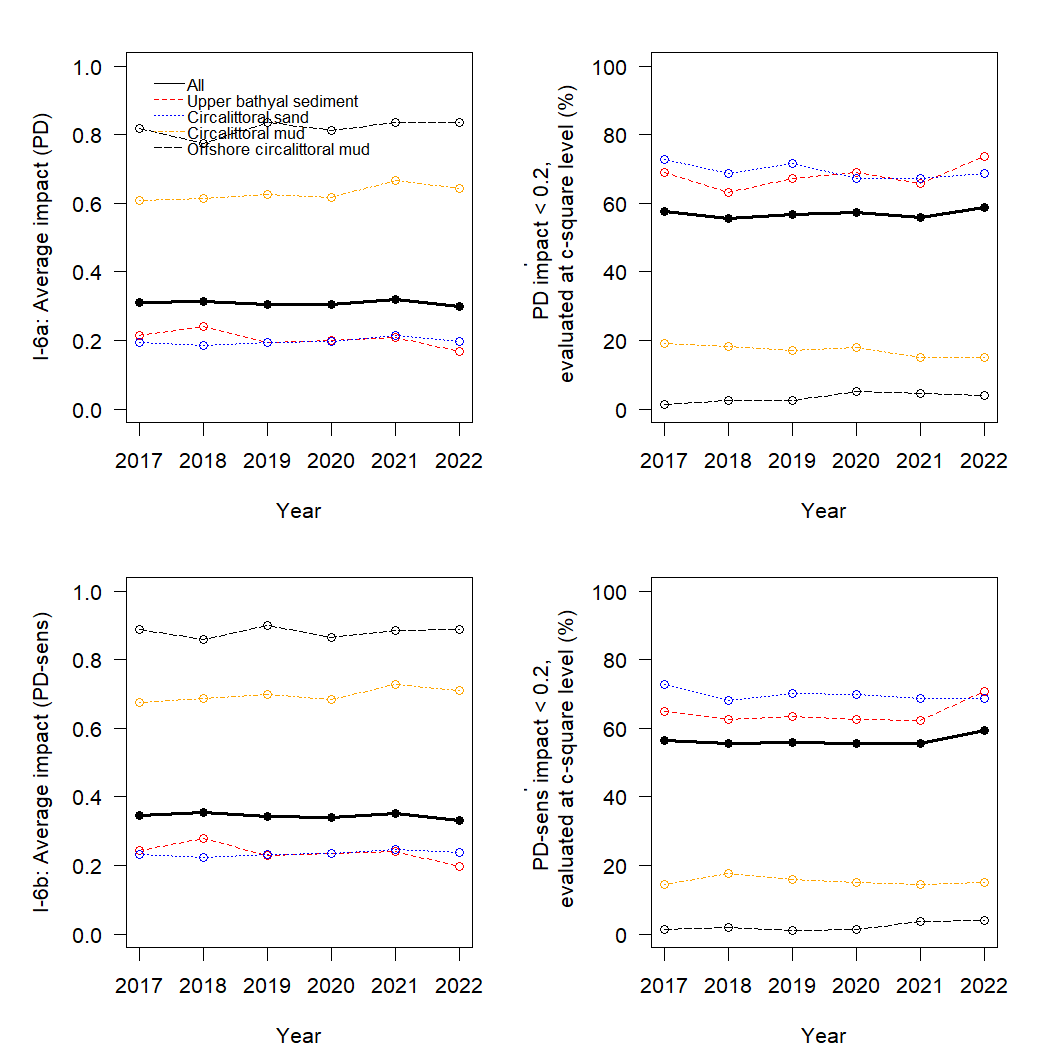 I-6a: Average impact (PD)
1.0
0.8
0.6
0.4
0.2
0.0
All
Upper bathyal sediment
Circalittoral sand
Circalittoral mud
Offshore circalittoral mud
2017 2018 2019 2020 2021 2022
Year
PD impact < 0.2,
evaluated at c-square level (%)
100
80
60
40
20
0
2017 2018 2019 2020 2021 2022
Year
I-6b: Average impact (PD-sens)
1.0
0.8
0.6
0.4
0.2
0.0
2017 2018 2019 2020 2021 2022
Year
PD-sens impact < 0.2,
evaluated at c-square level (%)
100
80
60
40
20
0
2017 2018 2019 2020 2021 2022
Year